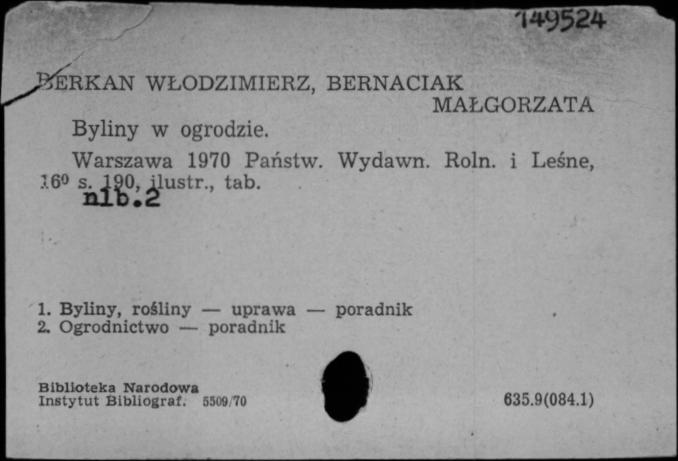 149524
BERKAN WŁODZIMIERZ, BERNACIAK
MAŁGORZATA
Byliny w ogrodzie.
Warszawa 1970 Państw. Wydawn. Roln. i Leśne,
16⁰ s. 190, ilustr., tab.
nlb.2
1. Byliny, rośliny — uprawa — poradnik
2. Ogrodnictwo — poradnik
Biblioteka Narodowa
Instytut Bibliograf. 5509/70
635.9(084.1)